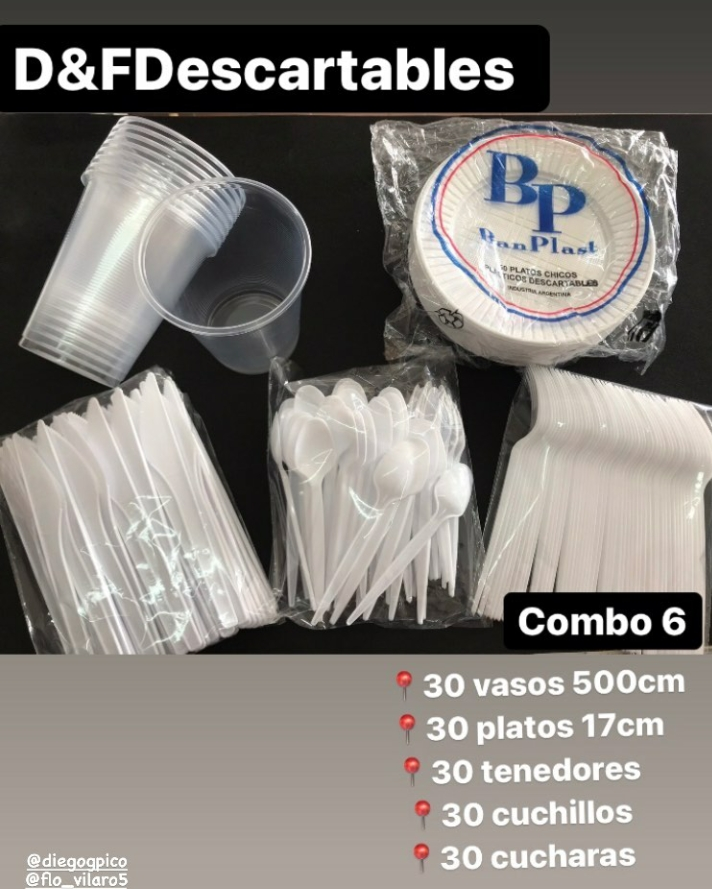 D&FDescartables
BP
BanPlast
PLATOS CHICOS
DESCARTABLES
INDUSTRIA ARGENTINA
Combo 6
30 vasos 500cm
30 platos 17cm
30 tenedores
30 cuchillos
30 cucharas
@diegogpico
@flo_vilaro5